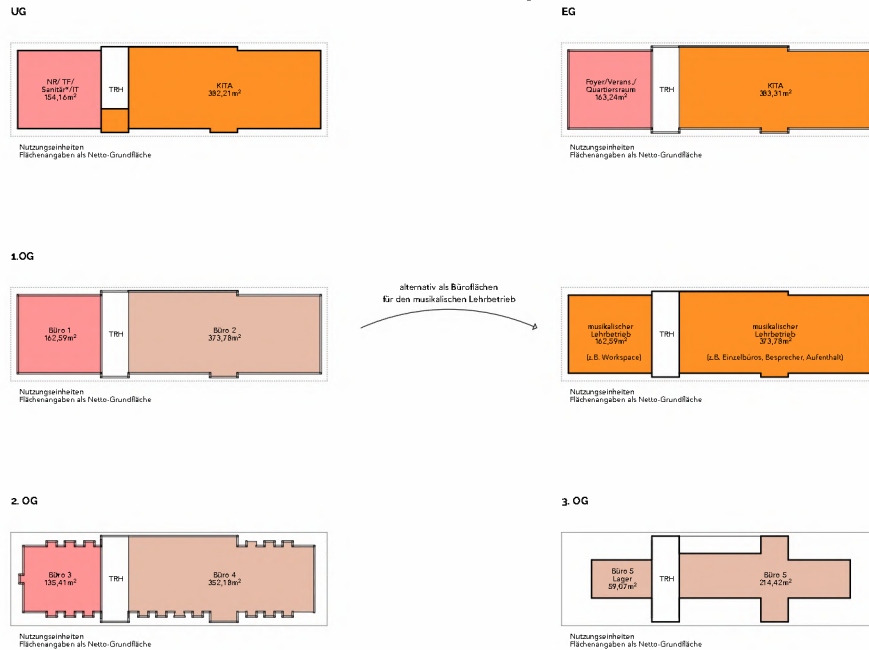 UG
NR/ TF/
Sanitär*/IT
154,16m²
TRH
KITA
382,21m²
Nutzungseinheiten
Flächenangaben als Netto-Grundfläche
EG
Foyer/Verans./
Quartiersraum
163,24m²
TRH
KITA
383,31m²
Nutzungseinheiten
Flächenangaben als Netto-Grundfläche
1.OG
Büro 1
162,59m²
TRH
Büro 2
373,78m²
Nutzungseinheiten
Flächenangaben als Netto-Grundfläche
alternativ als Büroflächen
für den musikalischen Lehrbetrieb
musikalischer
Lehrbetrieb
162,59m²
(z.B. Workspace)
TRH
musikalischer
Lehrbetrieb
373,78m²
(z.B. Einzelbüros, Besprecher, Aufenthalt)
Nutzungseinheiten
Flächenangaben als Netto-Grundfläche
2. OG
Büro 3
135,41m²
TRH
Büro 4
352,18m²
Nutzungseinheiten
Flächenangaben als Netto-Grundfläche
3. OG
Büro 5
Lager
59,07m²
TRH
Büro 5
214,42m²
Nutzungseinheiten
Flächenangaben als Netto-Grundfläche